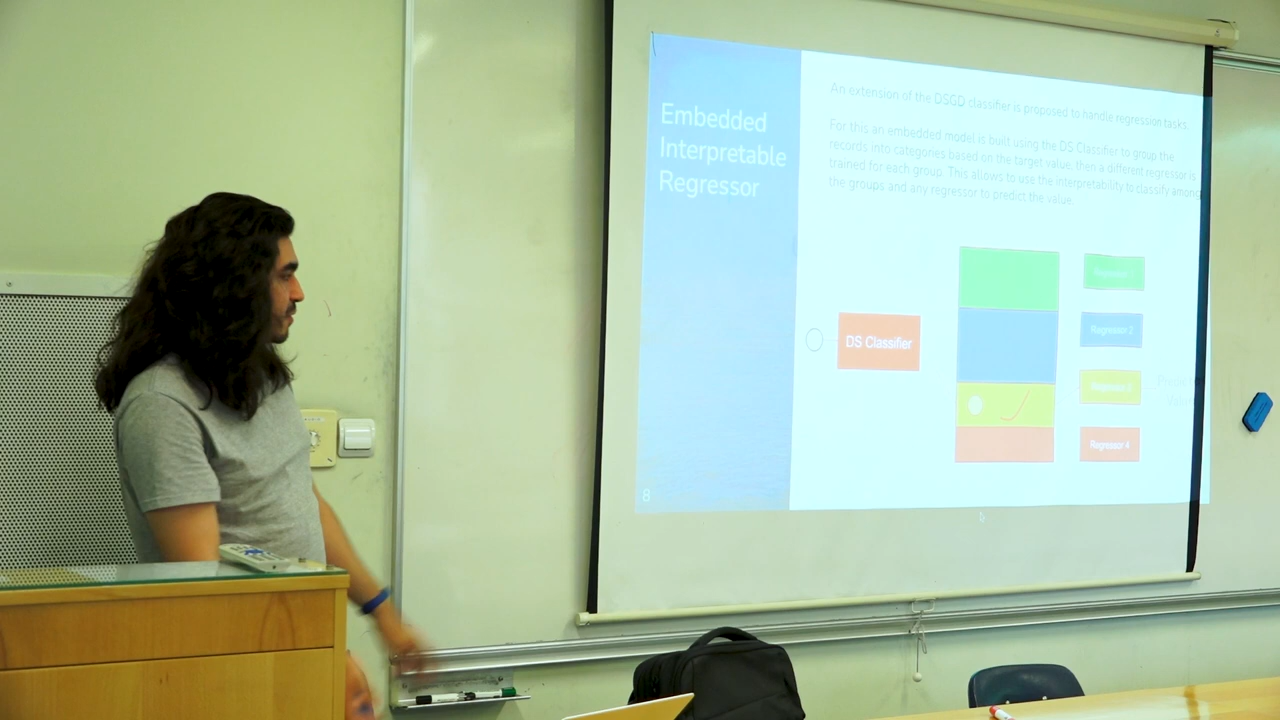 Embedded
Interpretable
Regressor
An extension of the DSGD classifier is proposed to handle regression tasks.
For this an embedded model is built using the DS Classifier to group the
records into categories based on the target value, then a different regressor is
trained for each group. This allows to use the interpretability to classify among
the groups and any regressor to predict the value.
DS Classifier
Regressor 2
Regressor 4
8